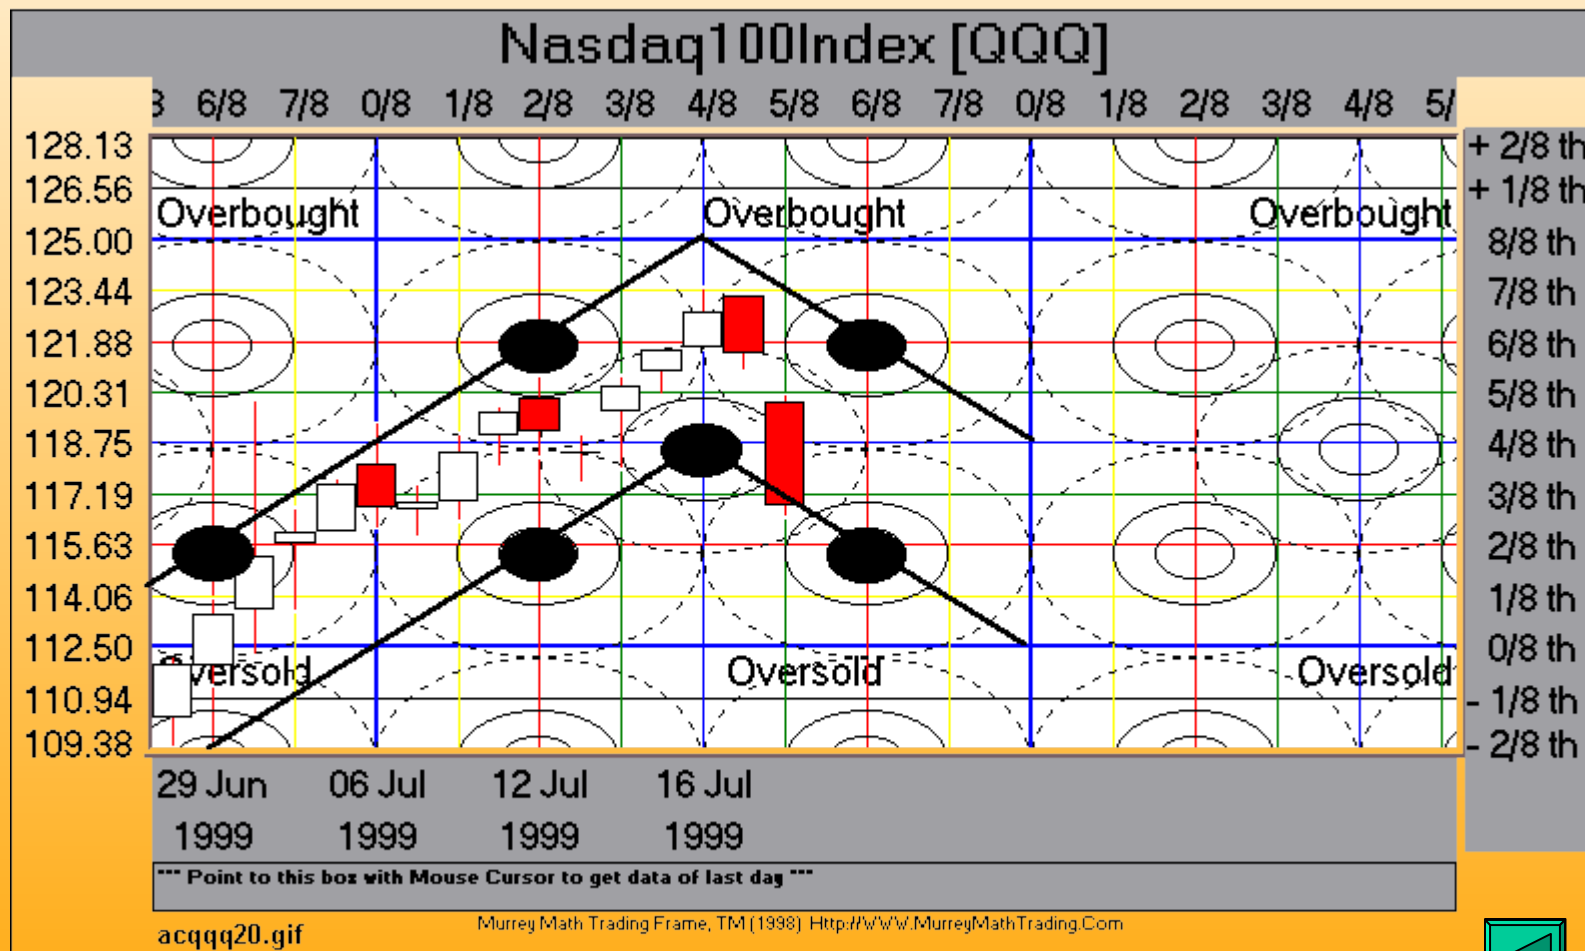 Nasdaq100Index [QQQ]
6/8 7/8 0/8 1/8 2/8 3/8 4/8 5/8 6/8 7/8 0/8 1/8 2/8 3/8 4/8 5/
128.13 + 2/8 th
126.56 + 1/8 th
Overbought Overbought Overbought
125.00 8/8 th
123.44 7/8 th
121.88 6/8 th
120.31 5/8 th
118.75 4/8 th
117.19 3/8 th
115.63 2/8 th
114.06 1/8 th
112.50 0/8 th
Oversold Oversold Oversold
110.94 - 1/8 th
109.38 - 2/8 th
29 Jun 06 Jul 12 Jul 16 Jul
1999 1999 1999 1999
*** Point to this box with Mouse Cursor to get data of last day ***
Murrey Math Trading Frame, TM (1998) Http://WWW.MurreyMathTrading.Com
acqqq20.gif